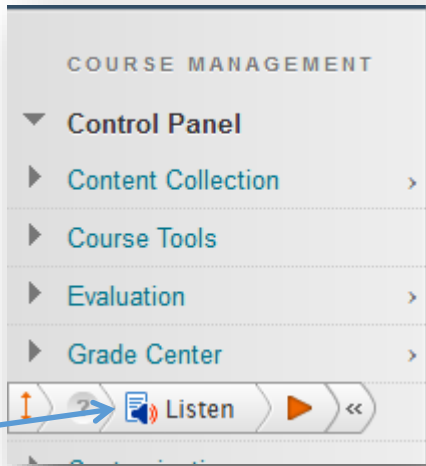 COURSE MANAGEMENT
Control Panel
Content Collection
Course Tools
Evaluation
Grade Center
? Listen